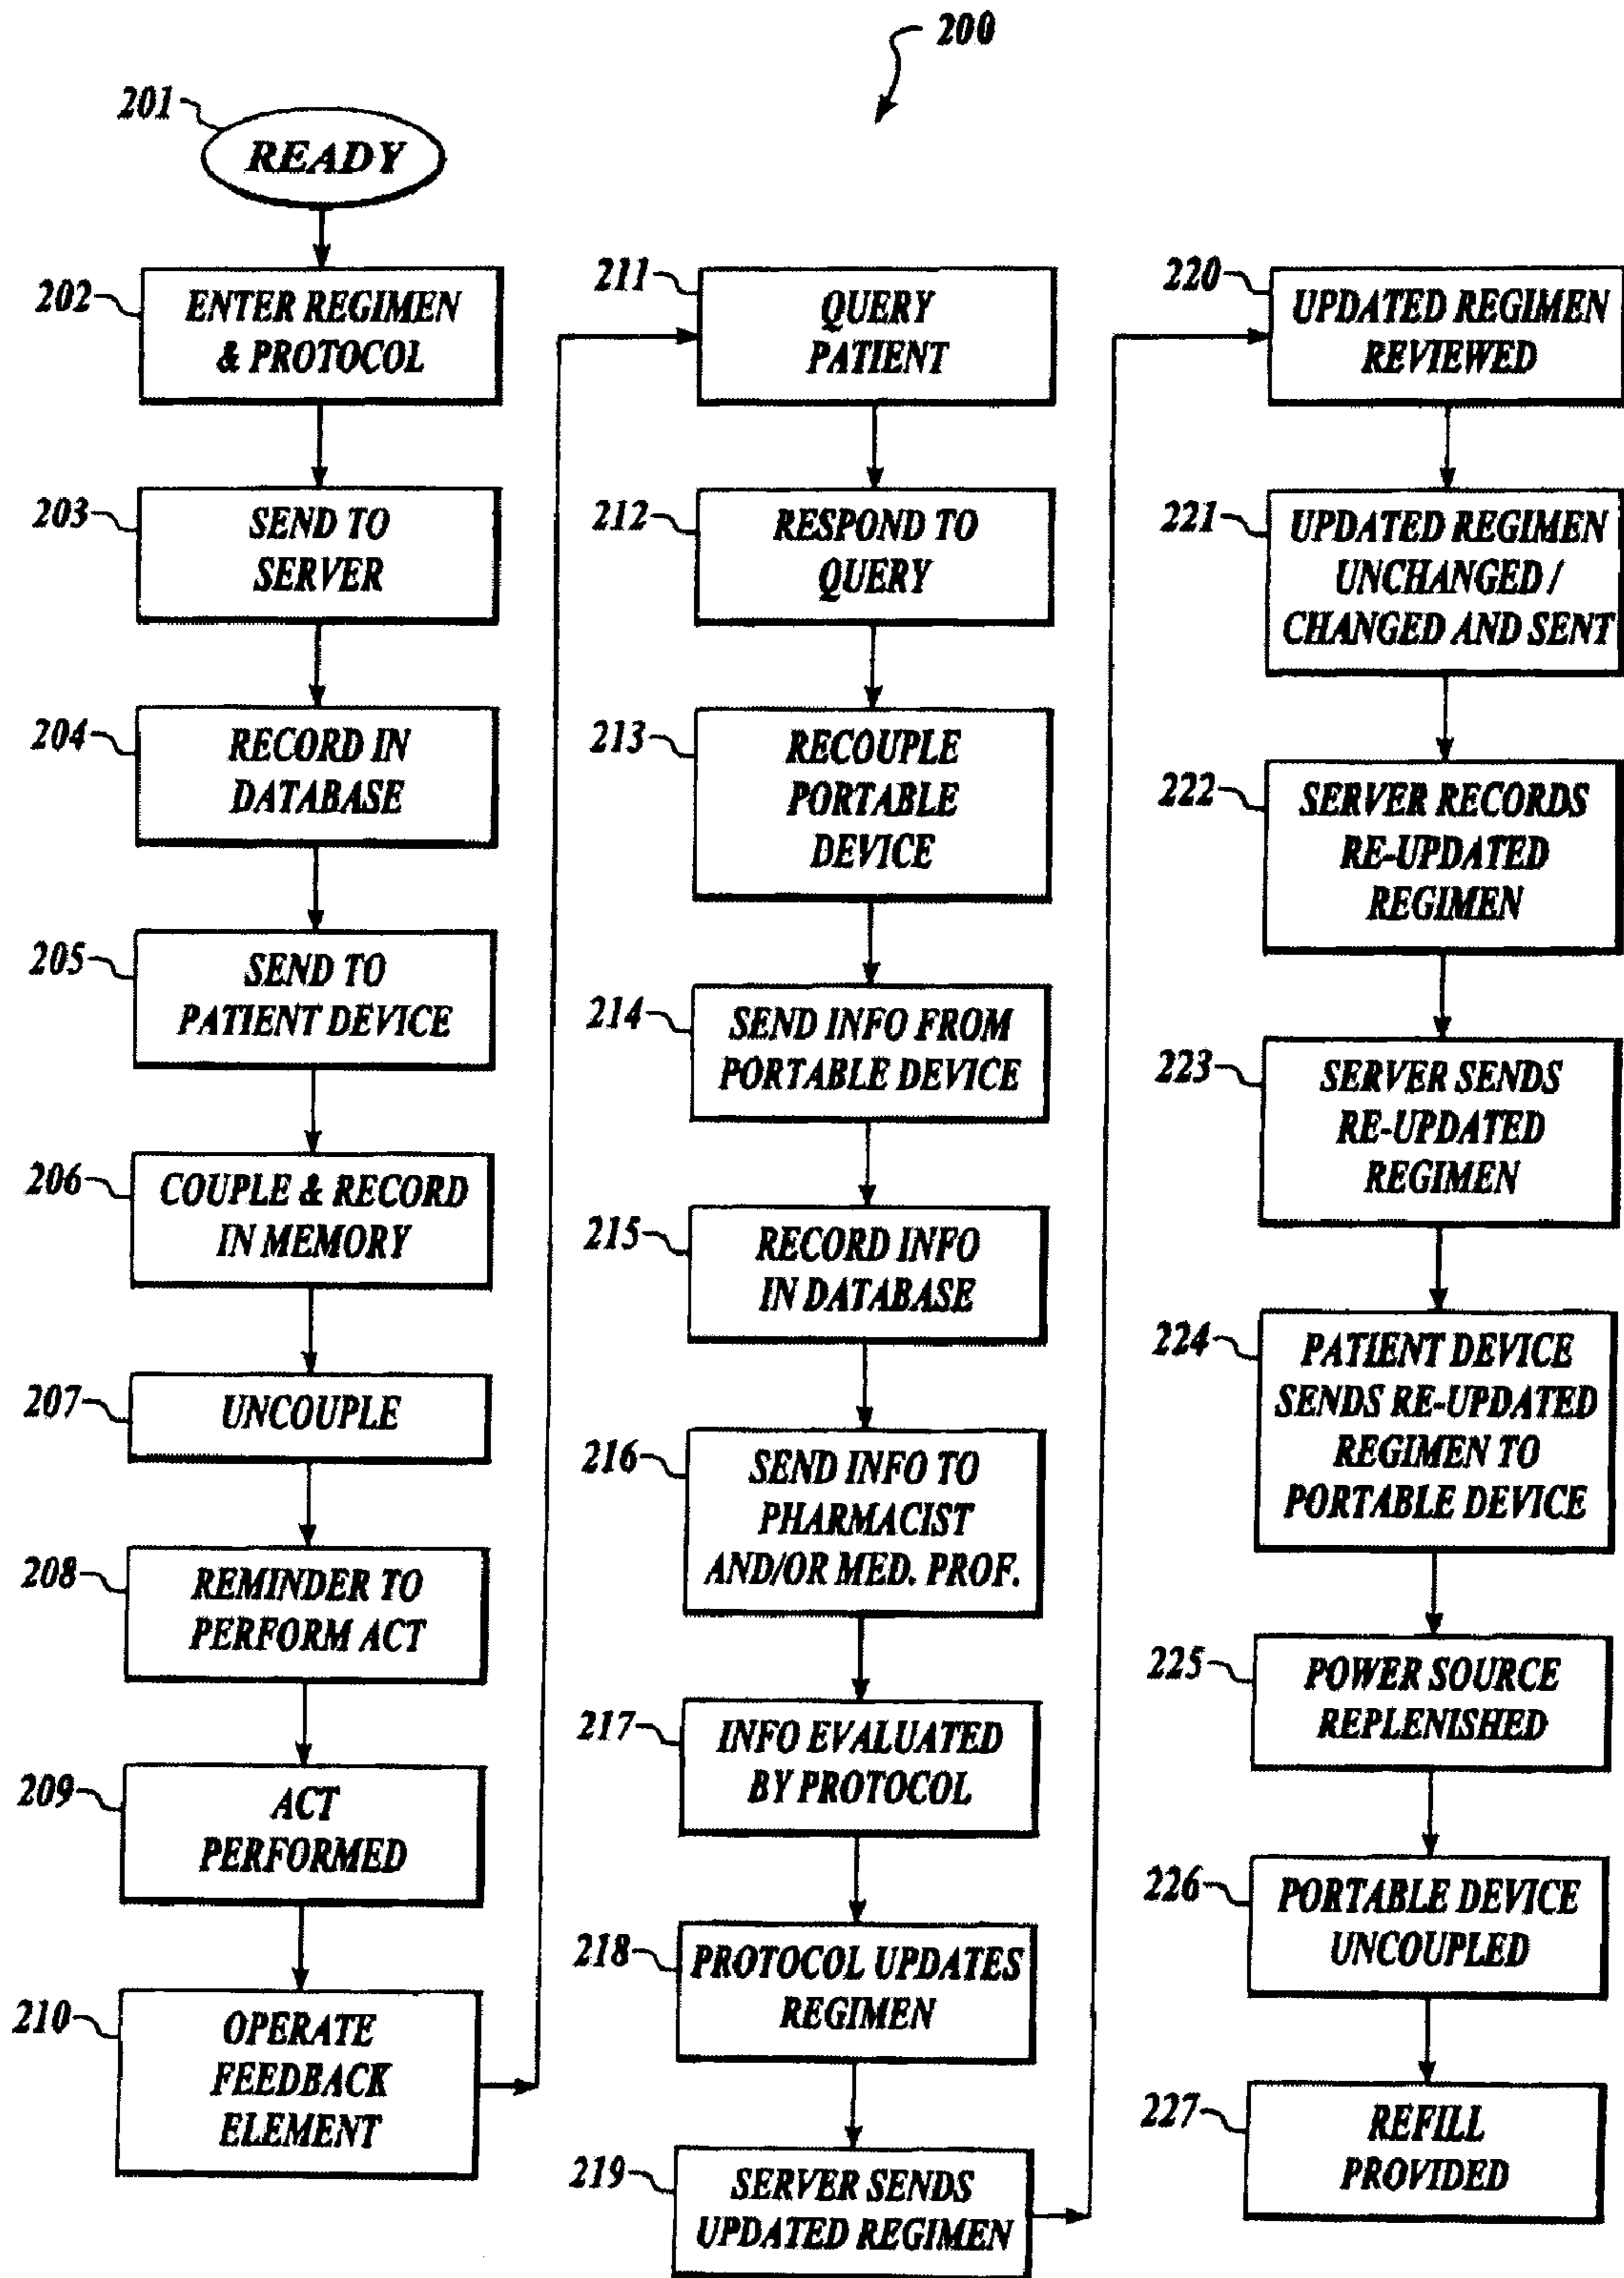 200
201
READY
202
ENTER REGIMEN
& PROTOCOL
203
SEND TO
SERVER
204
RECORD IN
DATABASE
205
SEND TO
PATIENT DEVICE
206
COUPLE & RECORD
IN MEMORY
207
UNCOUPLE
208
REMINDER TO
PERFORM ACT
209
ACT
PERFORMED
210
OPERATE
FEEDBACK
ELEMENT
211
QUERY
PATIENT
212
RESPOND TO
QUERY
213
RECOUPLE
PORTABLE
DEVICE
214
SEND INFO FROM
PORTABLE DEVICE
215
RECORD INFO
IN DATABASE
216
SEND INFO TO
PHARMACIST
AND/OR MED. PROF.
217
INFO EVALUATED
BY PROTOCOL
218
PROTOCOL UPDATES
REGIMEN
219
SERVER SENDS
UPDATED REGIMEN
220
UPDATED REGIMEN
REVIEWED
221
UPDATED REGIMEN
UNCHANGED /
CHANGED AND SENT
222
SERVER RECORDS
RE-UPDATED
REGIMEN
223
SERVER SENDS
RE-UPDATED
REGIMEN
224
PATIENT DEVICE
SENDS RE-UPDATED
REGIMEN TO
PORTABLE DEVICE
225
POWER SOURCE
REPLENISHED
226
PORTABLE DEVICE
UNCOUPLED
227
REFILL
PROVIDED